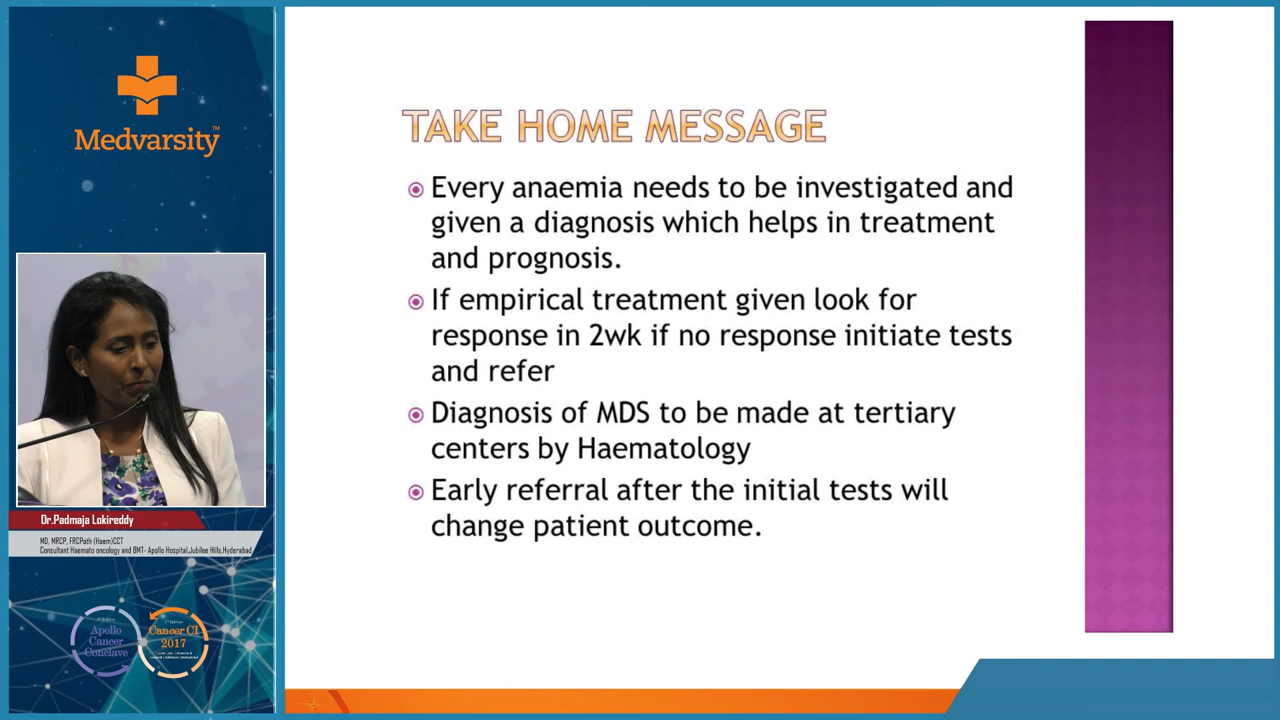 Medvarsity™
TAKE HOME MESSAGE
Every anaemia needs to be investigated and
given a diagnosis which helps in treatment
and prognosis.
If empirical treatment given look for
response in 2wk if no response initiate tests
and refer
Diagnosis of MDS to be made at tertiary
centers by Haematology
Early referral after the initial tests will
change patient outcome.
Dr.Padmaja Lokireddy
MD, MRCP, FRCPath (Haem)CCT
Consultant Haemato oncology and BMT- Apollo Hospital,Jubilee Hills,Hyderabad
Apollo
Cancer
Conclave
Cancer CI
2017